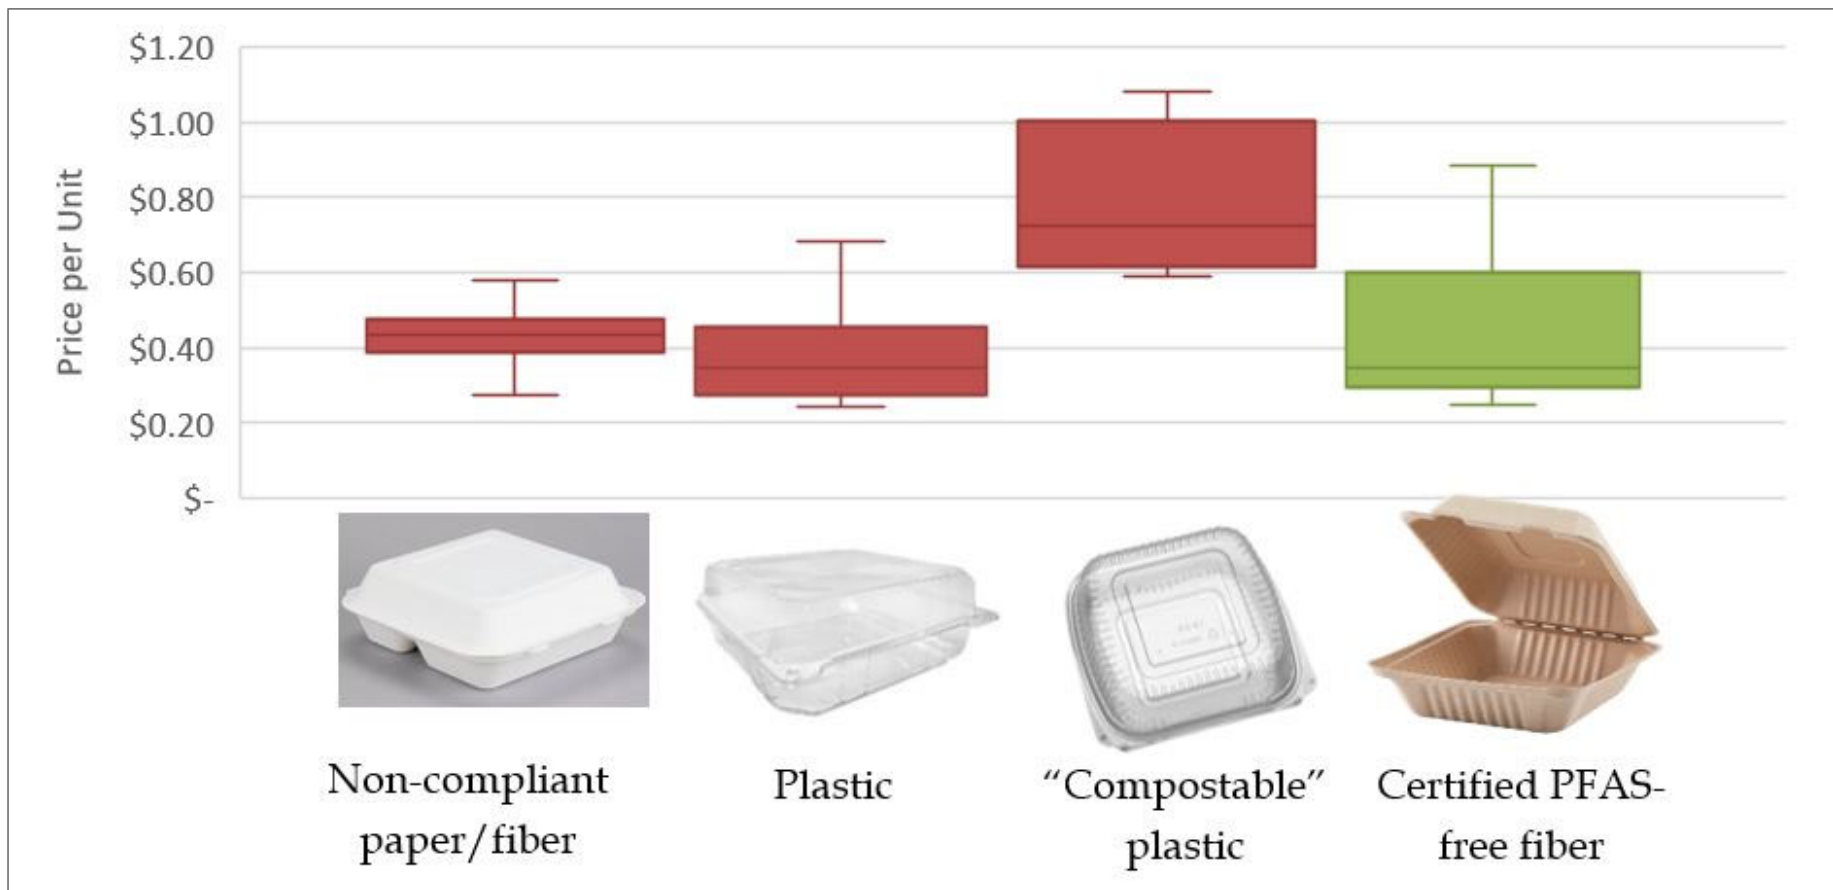 $1.20
$1.00
$0.80
$0.60
$0.40
$0.20
$-
Price per Unit
Non-compliant
paper/fiber
Plastic
“Compostable”
plastic
Certified PFAS-
free fiber